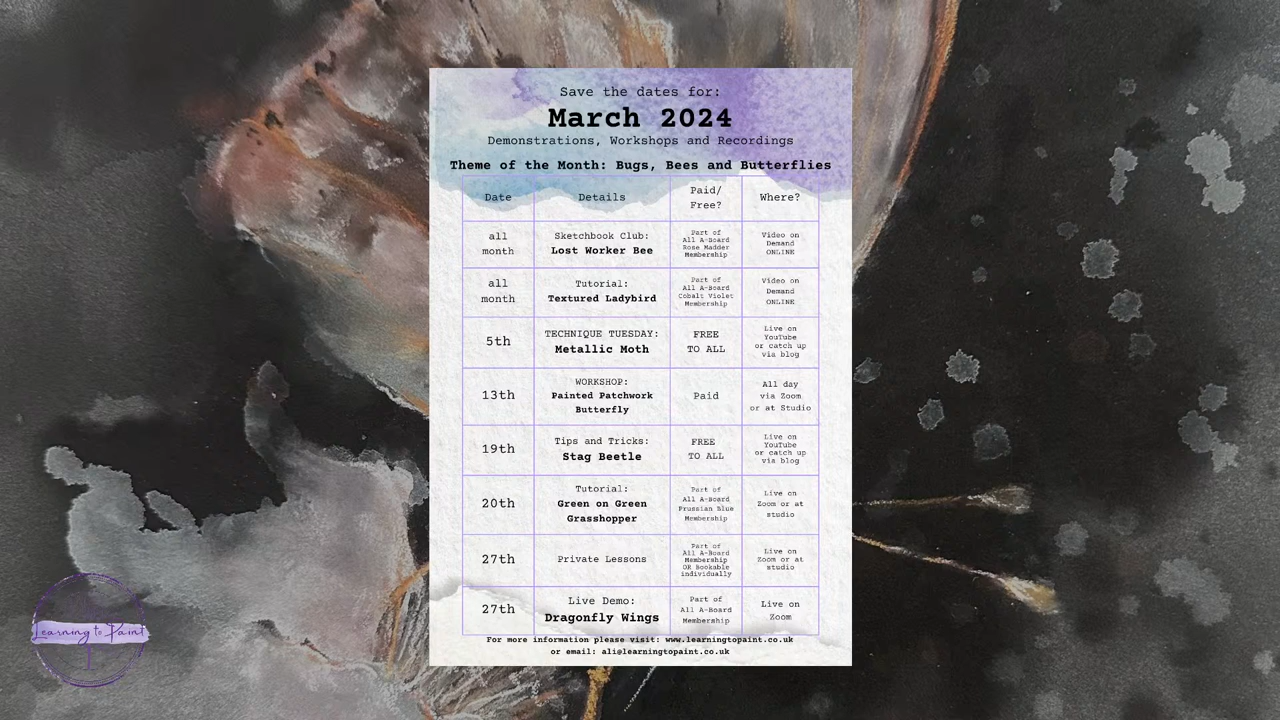 Save the dates for:
March 2024
Demonstrations, Workshops and Recordings
Theme of the Month: Bugs, Bees and Butterflies
Date
Details
Paid/
Free?
Where?
all
month
Sketchbook Club:
Lost Worker Bee
Part of
All A-Board
Rose Madder
Membership
Video on
Demand
ONLINE
all
month
Tutorial:
Textured Ladybird
Part of
All A-Board
Cobalt Violet
Membership
Video on
Demand
ONLINE
5th
TECHNIQUE TUESDAY:
Metallic Moth
FREE
TO ALL
Live on
YouTube
or catch up
via blog
13th
WORKSHOP:
Painted Patchwork
Butterfly
Paid
All day
via Zoom
or at Studio
19th
Tips and Tricks:
Stag Beetle
FREE
TO ALL
Live on
YouTube
or catch up
via blog
20th
Tutorial:
Green on Green
Grasshopper
Part of
All A-Board
Prussian Blue
Membership
Live on
Zoom or at
studio
27th
Private Lessons
Part of
All A-Board
Membership
OR Bookable
individually
Live on
Zoom or at
studio
27th
Live Demo:
Dragonfly Wings
Part of
All A-Board
Membership
Live on
Zoom
For more information please visit: www.learningtopaint.co.uk
or email: ali@learningtopaint.co.uk
Learning to Paint